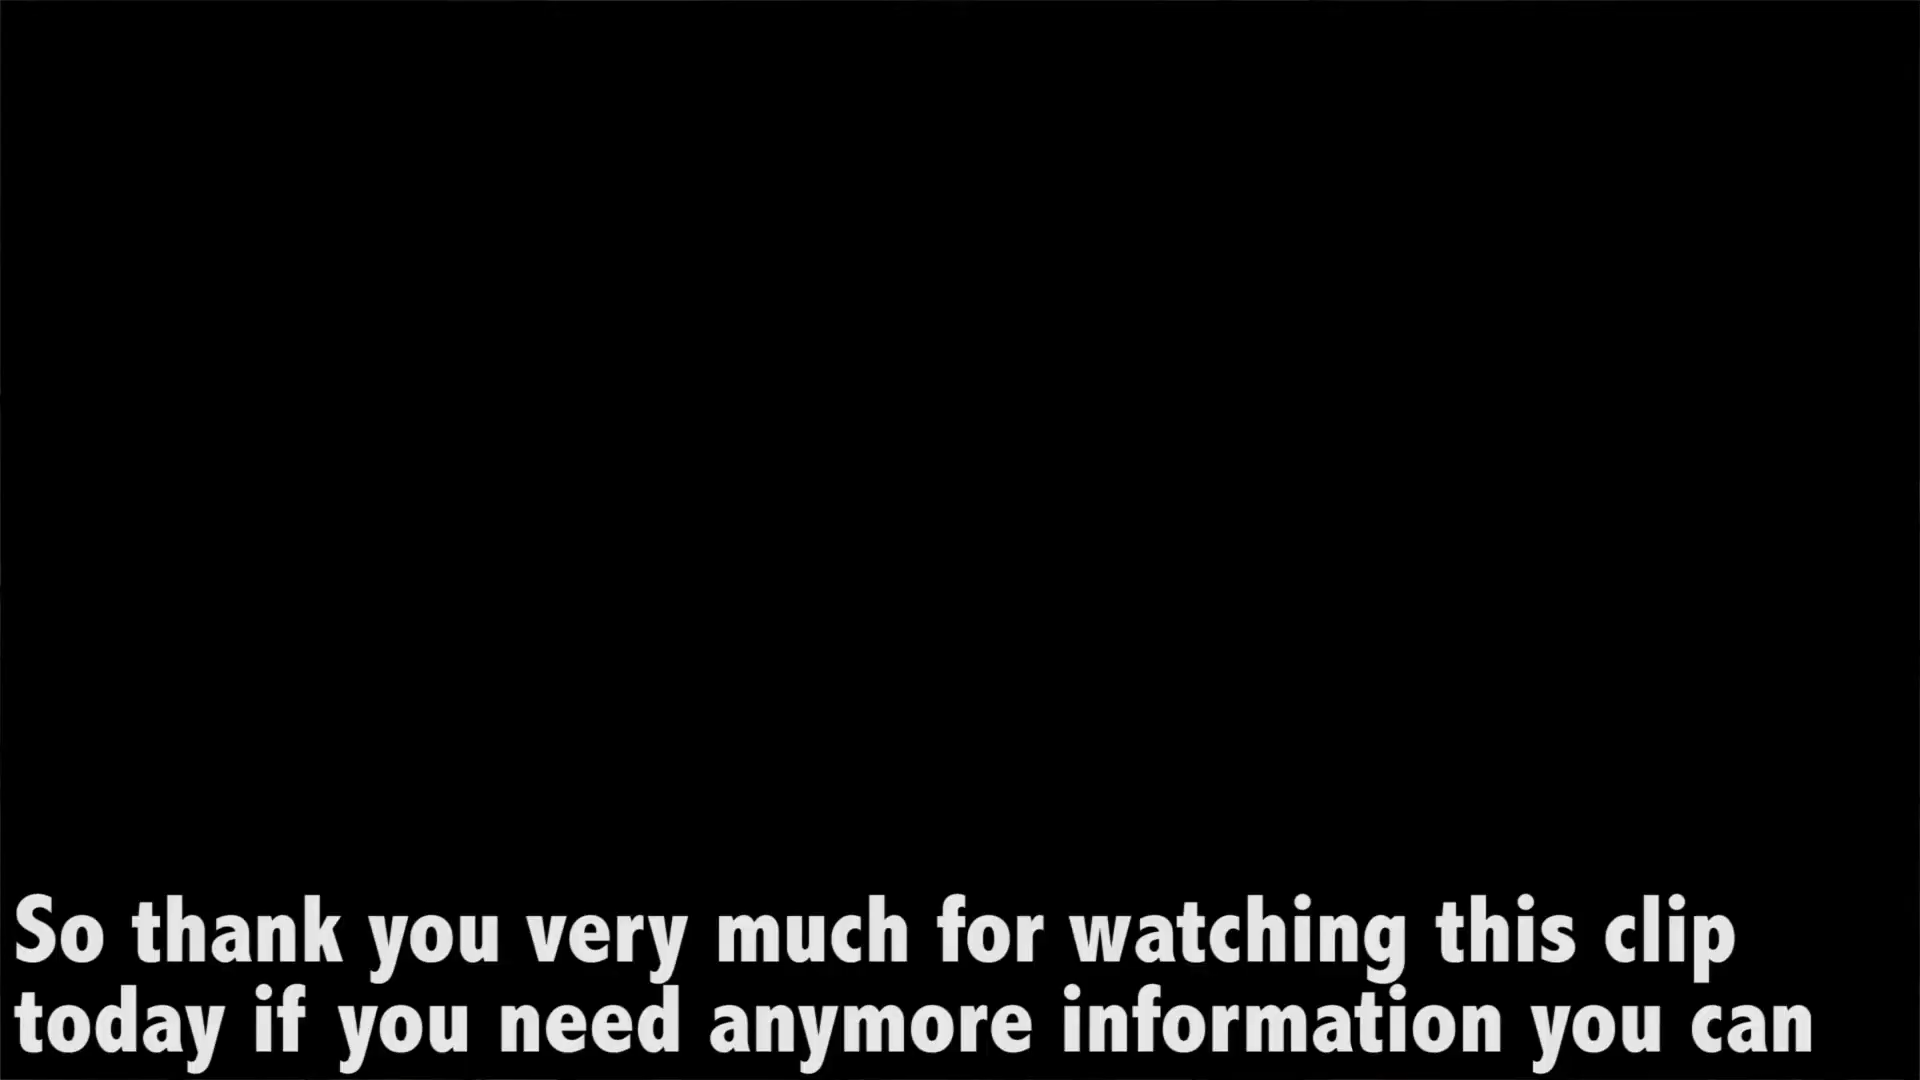 So thank you very much for watching this clip
today if you need anymore information you can